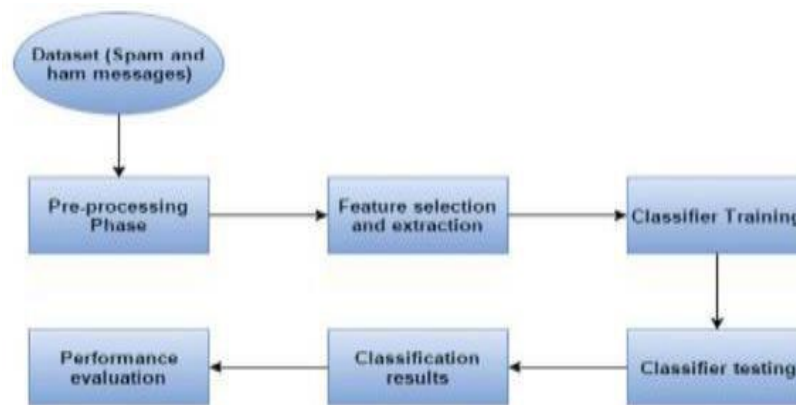 Dataset (Spam and
ham messages)
Pre-processing
Phase
Feature selection
and extraction
Classifier Training
Classifier testing
Classification
results
Performance
evaluation